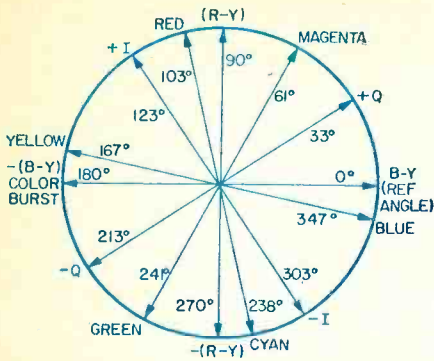 (R-Y)
RED
MAGENTA
+I
90°
103°
61°
+Q
123°
33°
YELLOW
167°
-(B-Y)
180°
0°
B-Y
COLOR
BURST
(REF
ANGLE)
347°
BLUE
213°
-Q
241°
303°
270°
238°
-I
GREEN
-(R-Y)
CYAN